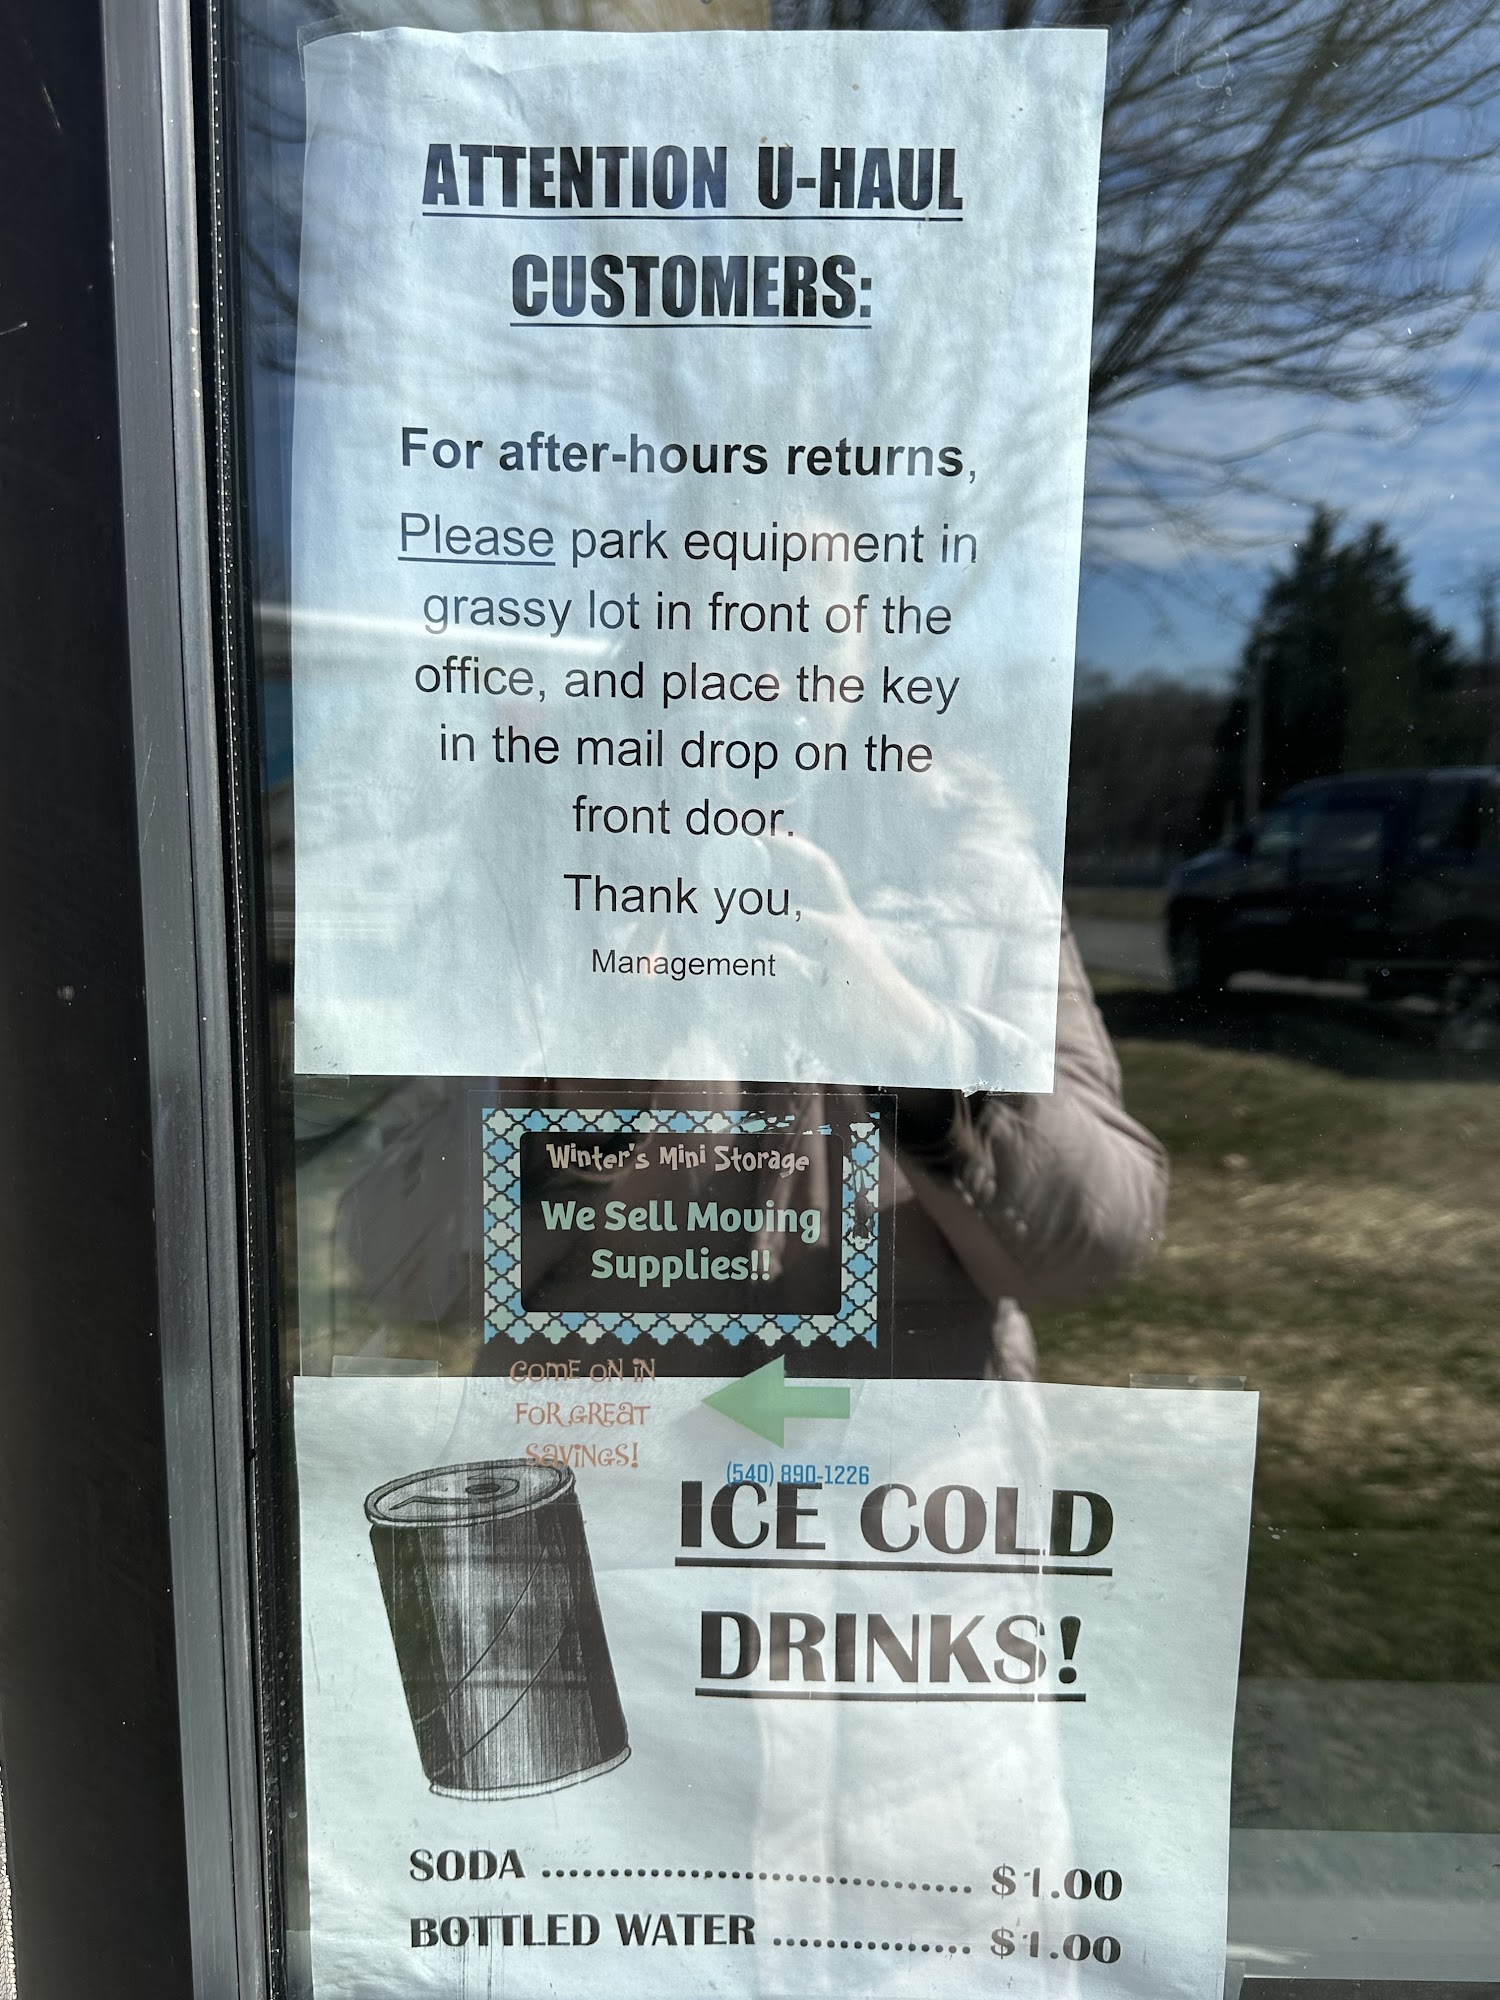 ATTENTION U-HAUL
CUSTOMERS:
For after-hours returns,
Please park equipment in
grassy lot in front of the
office, and place the key
in the mail drop on the
front door.
Thank you,
Management
Winter's Mini Storage
We Sell Moving
Supplies!!
COME ON IN
FOR GREAT
SAVINGS!
(540) 890-1226
ICE COLD
DRINKS!
SODA ................................ $1.00
BOTTLED WATER ............... $1.00